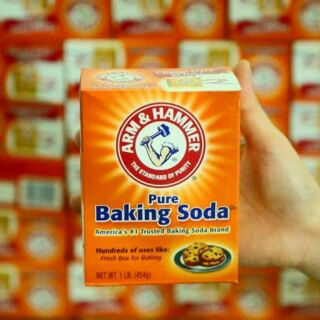 ARM & HAMMER
THE STANDARD OF PURITY
Pure
Baking Soda
America's #1 Trusted Baking Soda Brand
Hundreds of uses like:
Fresh Box for Baking
NET WT. 1 LB. (454g)